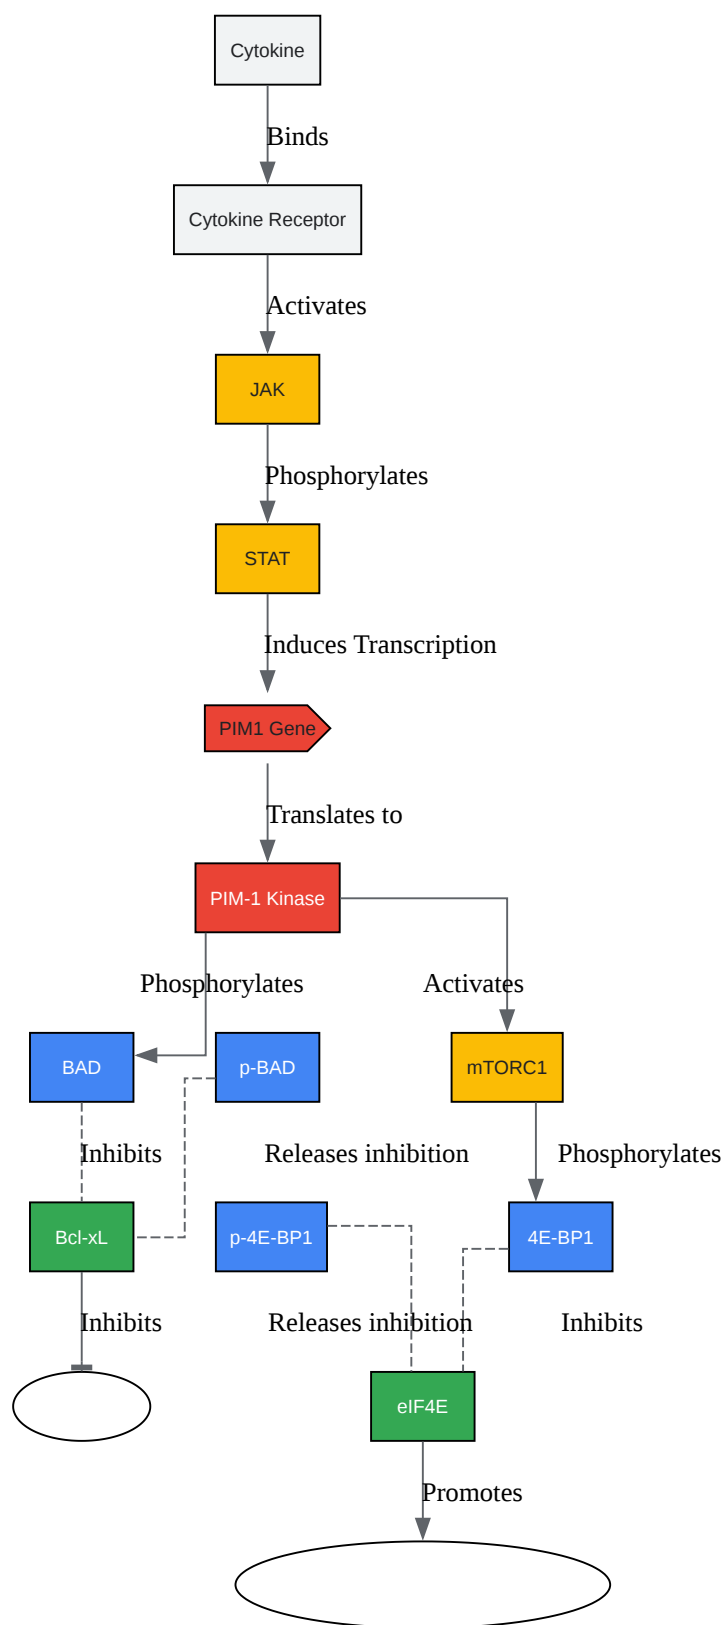 Cytokine
Binds
Cytokine Receptor
Activates
JAK
Phosphorylates
STAT
Induces Transcription
PIM1 Gene
Translates to
PIM-1 Kinase
Phosphorylates
Activates
BAD
p-BAD
mTORC1
Inhibits
Releases inhibition
Phosphorylates
Bcl-xL
p-4E-BP1
4E-BP1
Inhibits
Releases inhibition
Inhibits
eIF4E
Promotes